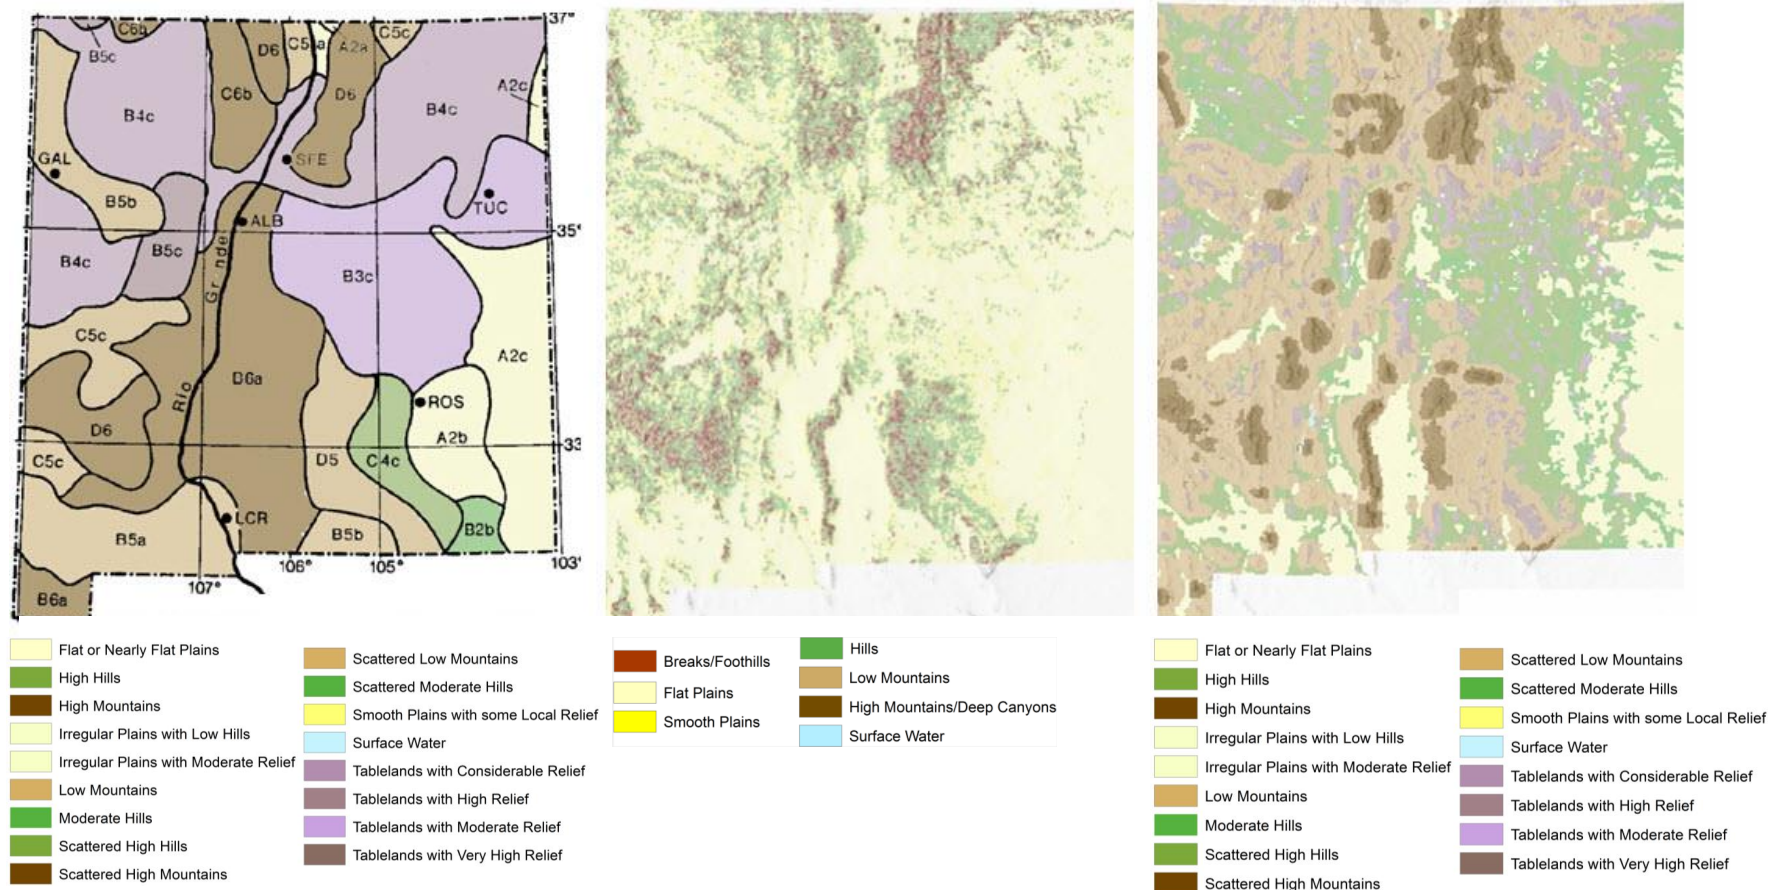 37°
C6b
D6
C5
a
A2a
C5c
B5c
A2c
C6b
D6
B4c
B4c
GAL
SFE
B5b
TUC
ALB
35°
B5c
B4c
Grande
B3c
C5c
A2c
D6a
Rio
ROS
D6
A2b
33
C5c
D5
C4c
LCR
B2b
B5a
B5b
106°
105°
103°
107°
B6a
Flat or Nearly Flat Plains
High Hills
High Mountains
Irregular Plains with Low Hills
Irregular Plains with Moderate Relief
Low Mountains
Moderate Hills
Scattered High Hills
Scattered High Mountains
Scattered Low Mountains
Scattered Moderate Hills
Smooth Plains with some Local Relief
Surface Water
Tablelands with Considerable Relief
Tablelands with High Relief
Tablelands with Moderate Relief
Tablelands with Very High Relief
Breaks/Foothills
Flat Plains
Smooth Plains
Hills
Low Mountains
High Mountains/Deep Canyons
Surface Water
Flat or Nearly Flat Plains
High Hills
High Mountains
Irregular Plains with Low Hills
Irregular Plains with Moderate Relief
Low Mountains
Moderate Hills
Scattered High Hills
Scattered High Mountains
Scattered Low Mountains
Scattered Moderate Hills
Smooth Plains with some Local Relief
Surface Water
Tablelands with Considerable Relief
Tablelands with High Relief
Tablelands with Moderate Relief
Tablelands with Very High Relief